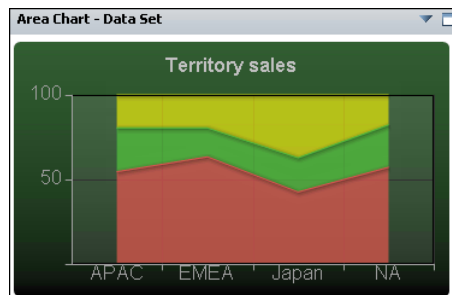 Area Chart - Data Set
Territory sales
100
50
APAC
EMEA
Japan
NA